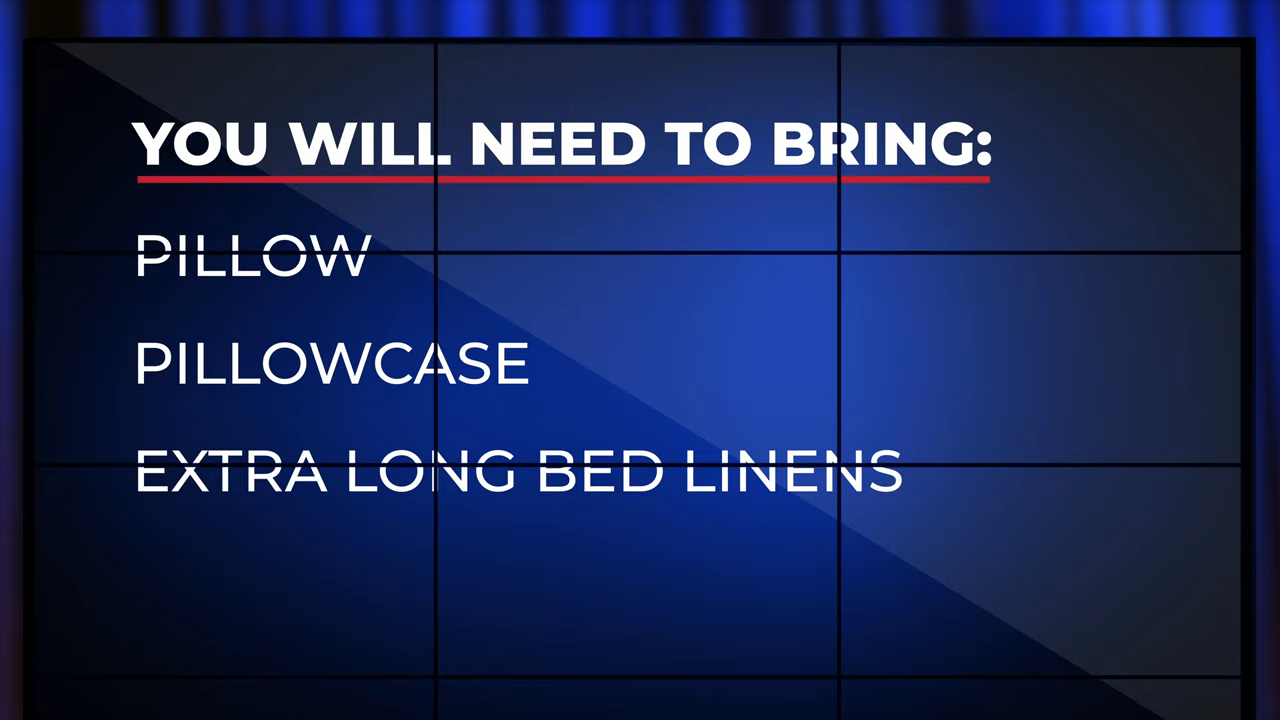 YOU WILL NEED TO BRING:
PILLOW
PILLOWCASE
EXTRA LONG BED LINENS